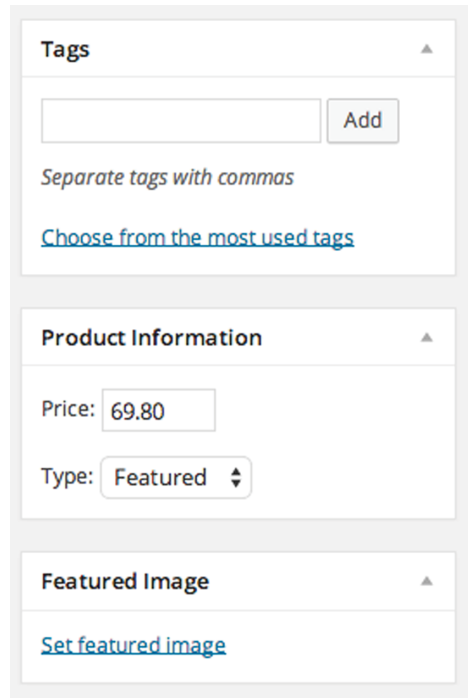 Tags
Add
Separate tags with commas
Choose from the most used tags
Product Information
Price: 69.80
Type: Featured
Featured Image
Set featured image